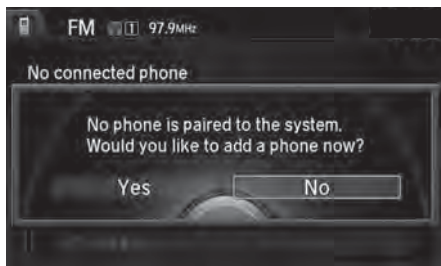 FM 1 97.9MHz
No connected phone
No phone is paired to the system.
Would you like to add a phone now?
Yes No